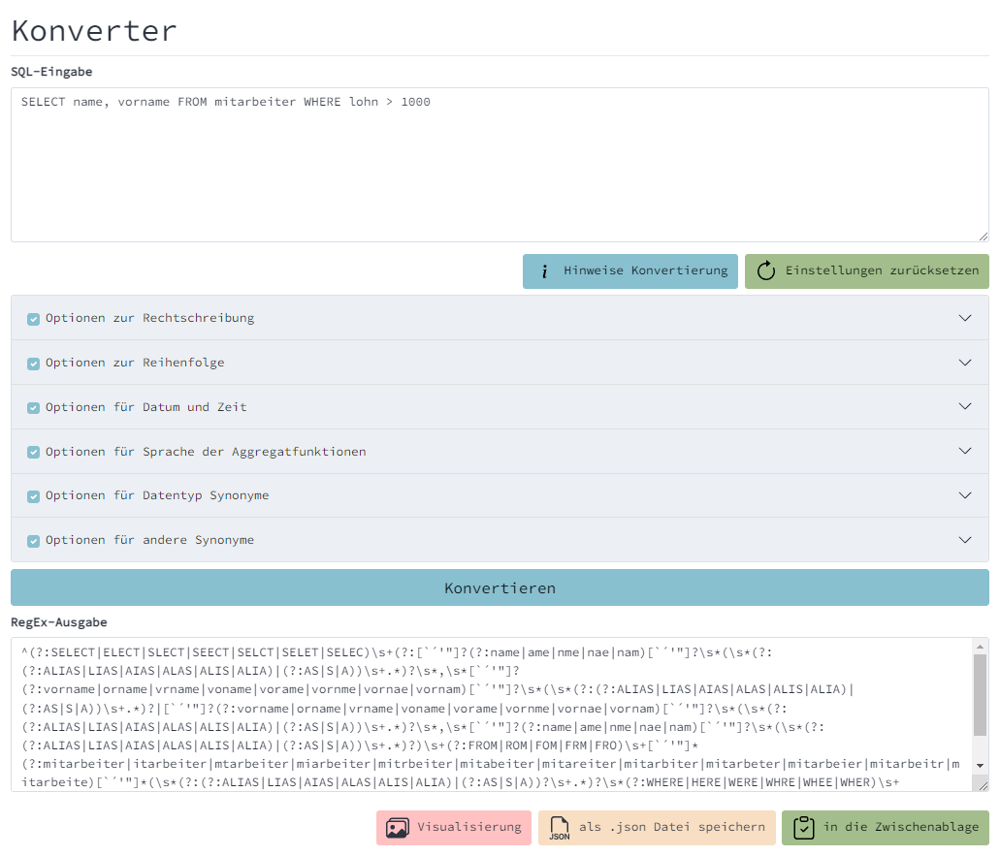 Konverter
SQL-Eingabe
SELECT name, vorname FROM mitarbeiter WHERE lohn > 1000
i Hinweise Konvertierung
Einstellungen zurücksetzen
Optionen zur Rechtschreibung
Optionen zur Reihenfolge
Optionen für Datum und Zeit
Optionen für Sprache der Aggregatfunktionen
Optionen für Datentyp Synonyme
Optionen für andere Synonyme
Konvertieren
RegEx-Ausgabe
^(?:SELECT|ELECT|SLECT|SEECT|SELCT|SELET|SELEC)\s+(?:[`´'"]?(?:name|ame|nme|nae|nam)[`´'"]?\s*(\s*(?:
(?:ALIAS|LIAS|AIAS|ALAS|ALIS|ALIA)|(?:AS|S|A))\s+.*)?\s*,\s*[`´'"]?
(?:vorname|orname|vrname|voname|vorame|vornme|vornae|vornam)[`´'"]?\s*(\s*(?:(?:ALIAS|LIAS|AIAS|ALAS|ALIS|ALIA)|
(?:AS|S|A))\s+.*)?|[`´'"]?(?:vorname|orname|vrname|voname|vorame|vornme|vornae|vornam)[`´'"]?\s*(\s*(?:
(?:ALIAS|LIAS|AIAS|ALAS|ALIS|ALIA)|(?:AS|S|A))\s+.*)?\s*,\s*[`´'"]?(?:name|ame|nme|nae|nam)[`´'"]?\s*(\s*(?:
(?:ALIAS|LIAS|AIAS|ALAS|ALIS|ALIA)|(?:AS|S|A))\s+.*)?)\s+(?:FROM|ROM|FOM|FRM|FRO)\s+[`´'"]*
(?:mitarbeiter|itarbeiter|mtarbeiter|miarbeiter|mitrbeiter|mitabeiter|mitareiter|mitarbiter|mitarbeter|mitarbeier|mitarbeitr|m
itarbeite)[`´'"]*(\s*(?:(?:ALIAS|LIAS|AIAS|ALAS|ALIS|ALIA)|(?:AS|S|A))?\s+.*)?\s*(?:WHERE|HERE|WERE|WHRE|WHEE|WHER)\s+
Visualisierung
JSON als .json Datei speichern
in die Zwischenablage